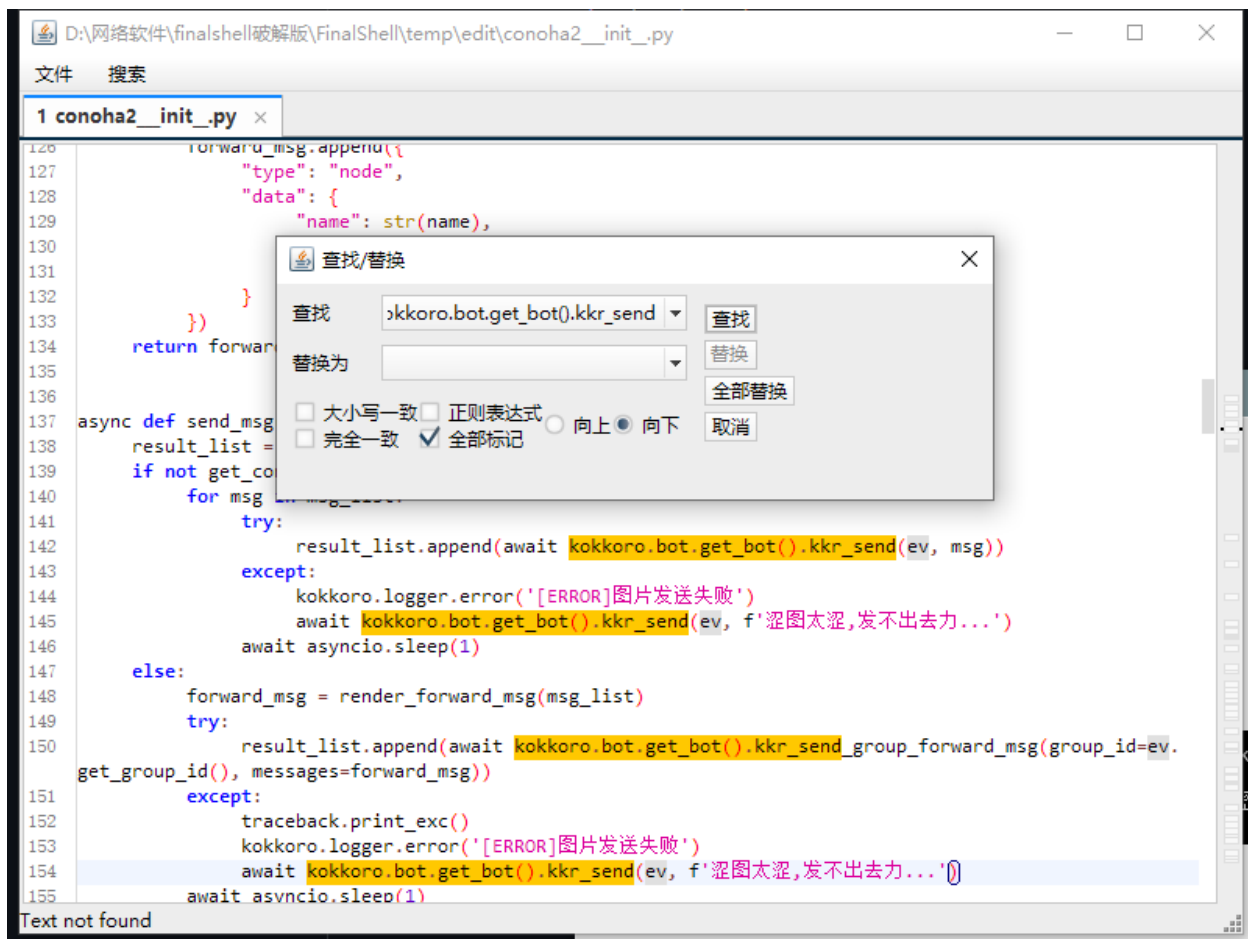 D:\网络软件\finalshell破解版\FinalShell\temp\edit\conoha2__init_.py
文件 搜索
1 conoha2__init_.py ×
126 forward_msg.append({
127 "type": "node",
128 "data": {
129 "name": str(name),
130
131
132 }
133 })
134 return forwar
135
136
137 async def send_msg
138 result_list =
139 if not get_co
140 for msg in msg_list:
141 try:
142 result_list.append(await kokkoro.bot.get_bot().kkr_send(ev, msg))
143 except:
144 kokkoro.logger.error('[ERROR]图片发送失败')
145 await kokkoro.bot.get_bot().kkr_send(ev, f'涩图太涩,发不出去力...')
146 await asyncio.sleep(1)
147 else:
148 forward_msg = render_forward_msg(msg_list)
149 try:
150 result_list.append(await kokkoro.bot.get_bot().kkr_send_group_forward_msg(group_id=ev.
get_group_id(), messages=forward_msg))
151 except:
152 traceback.print_exc()
153 kokkoro.logger.error('[ERROR]图片发送失败')
154 await kokkoro.bot.get_bot().kkr_send(ev, f'涩图太涩,发不出去力...')
155 await asyncio.sleep(1)
查找/替换
查找 okkoro.bot.get_bot().kkr_send 查找
替换为 替换
全部替换
大小写一致 正则表达式 向上 向下 取消
完全一致 全部标记
Text not found